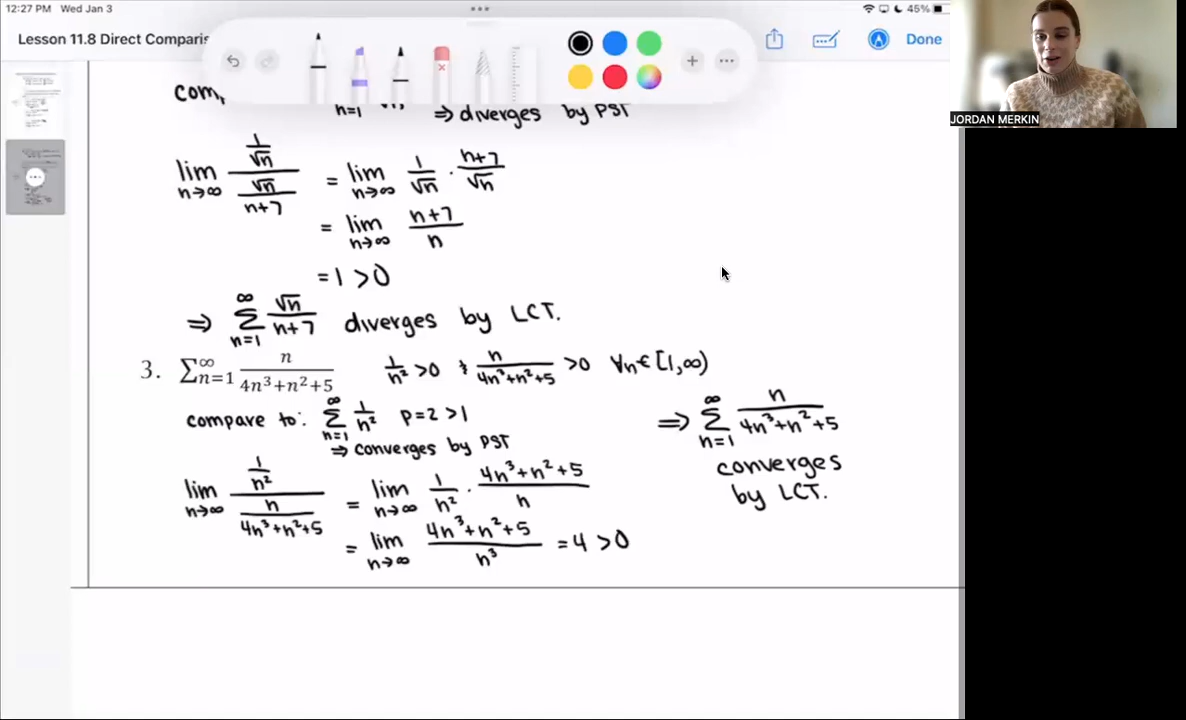 12:27 PM Wed Jan 3
45%
Lesson 11.8 Direct Comparis
Done
JORDAN MERKIN
com
n=1 ⇒ diverges by PST
lim n→∞ (1/√n)/(√n/(n+7)) = lim n→∞ 1/√n · (n+7)/√n
= lim n→∞ (n+7)/n
= 1 > 0
⇒ ∑ n=1 ∞ √n/(n+7) diverges by LCT.
3. ∑ n=1 ∞ n/(4n³+n²+5) 1/n² > 0 & n/(4n³+n²+5) > 0 ∀n∈[1,∞)
compare to: ∑ n=1 ∞ 1/n² P=2>1
⇒ converges by PST
lim n→∞ (1/n²)/(n/(4n³+n²+5)) = lim n→∞ 1/n² · (4n³+n²+5)/n
= lim n→∞ (4n³+n²+5)/n³ = 4 > 0
⇒ ∑ n=1 ∞ n/(4n³+n²+5)
converges
by LCT.